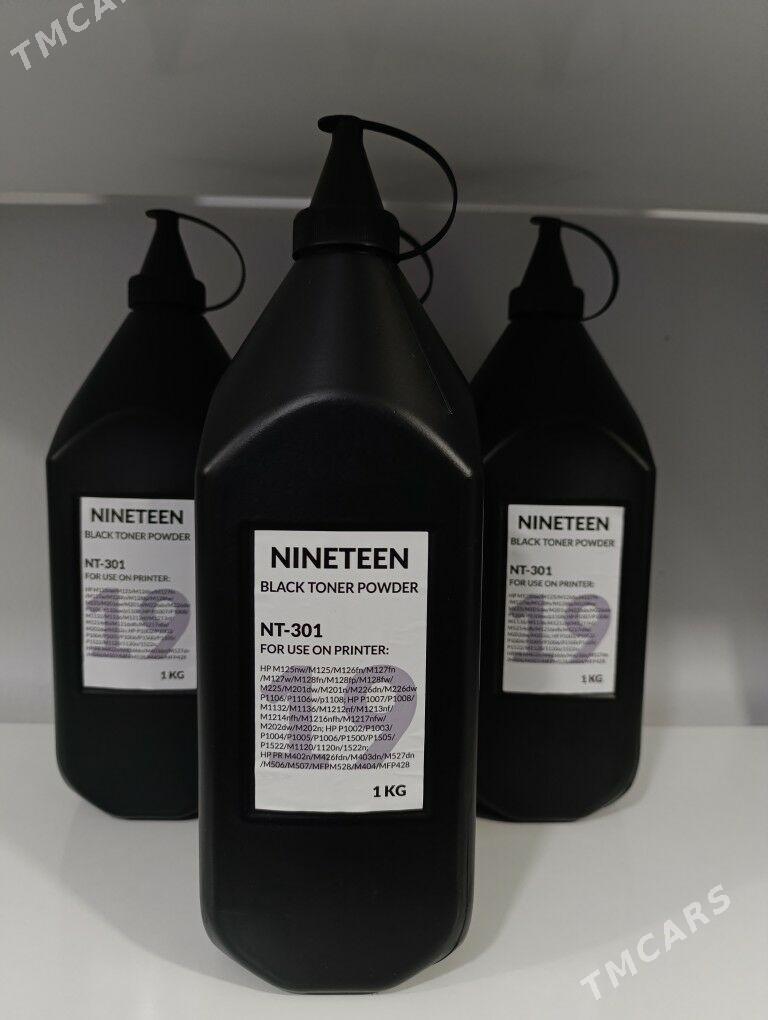 TMCARS
NINETEEN
BLACK TONER POWDER
NT-301
FOR USE ON PRINTER:
1 KG
NINETEEN
BLACK TONER POWDER
NT-301
FOR USE ON PRINTER:
HP M125nw/M125/M126fn/M127fn
/M127w/M128fn/M128fp/M128fw/
M225/M201dw/M201n/M226dn/M226dw
P1106/P1106w/p1108; HP P1007/P1008/
M1132/M1136/M1212nf/M1213nf/
M1214nfh/M1216nfh/M1217nfw/
M202dw/M202n; HP P1002/P1003/
P1004/P1005/P1006/P1500/P1505/
P1522/M1120/1120n/1522n;
HP PR M402n/M426fdn/M403dn/M527dn
/M506/M507/MFPM528/M404/MFP428
1 KG
NINETEEN
BLACK TONER POWDER
NT-301
FOR USE ON PRINTER:
1 KG
TMCARS